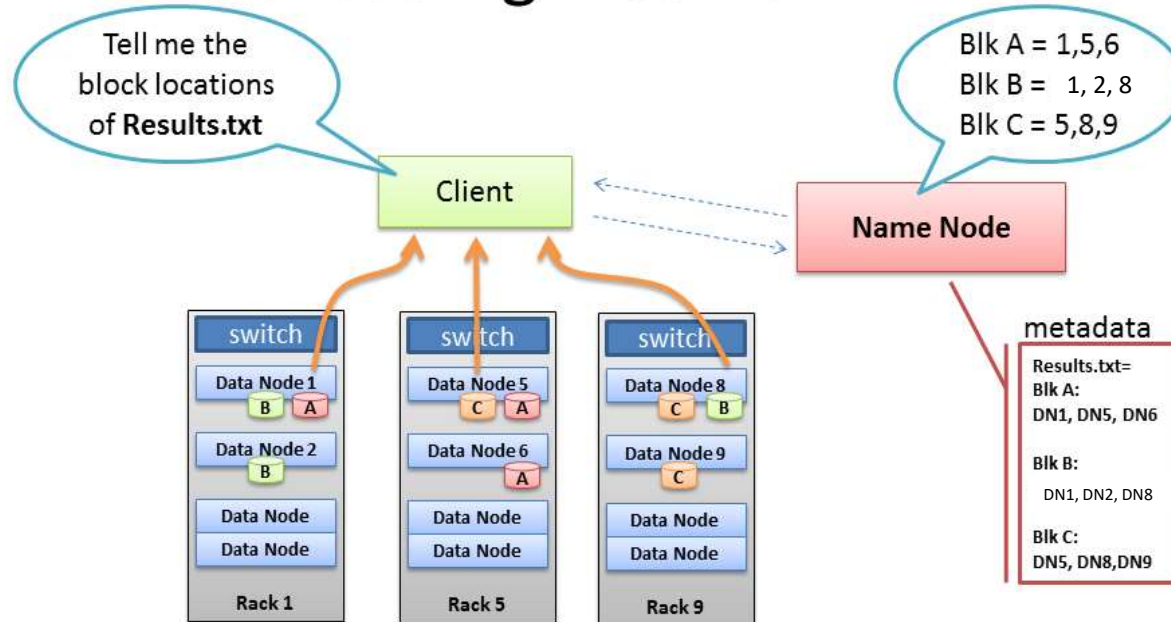 Tell me the
block locations
of Results.txt
Blk A = 1,5,6
Blk B = 1, 2, 8
Blk C = 5,8,9
Client
Name Node
switch
Data Node 1
B A
Data Node 2
B
Data Node
Data Node
Rack 1
switch
Data Node 5
C A
Data Node 6
A
Data Node
Data Node
Rack 5
switch
Data Node 8
C B
Data Node 9
C
Data Node
Data Node
Rack 9
metadata
Results.txt=
Blk A:
DN1, DN5, DN6
Blk B:
DN1, DN2, DN8
Blk C:
DN5, DN8,DN9